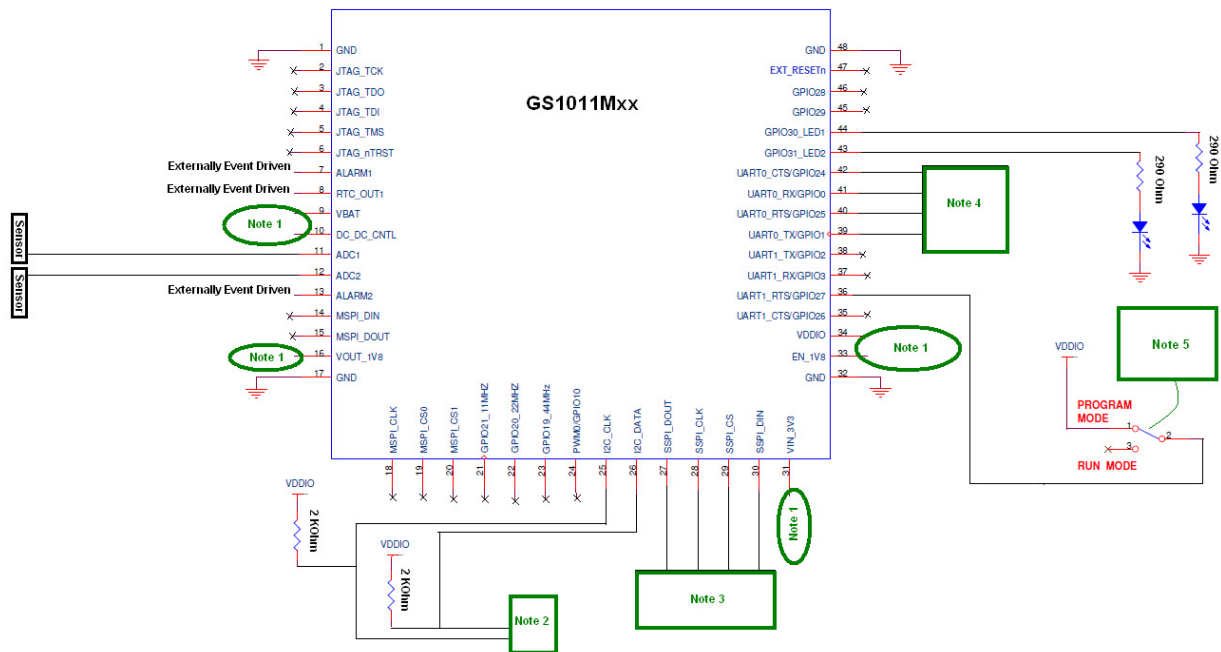 GS1011Mxx
1 GND
2 JTAG_TCK
3 JTAG_TDO
4 JTAG_TDI
5 JTAG_TMS
6 JTAG_nTRST
Externally Event Driven 7 ALARM1
Externally Event Driven 8 RTC_OUT1
9 VBAT
Note 1
10 DC_DC_CNTL
Sensor
11 ADC1
Sensor
12 ADC2
Externally Event Driven 13 ALARM2
14 MSPI_DIN
15 MSPI_DOUT
Note 1 16 VOUT_1V8
17 GND
GND 48
EXT_RESETn 47
GPIO28 46
GPIO29 45
GPIO30_LED1 44
GPIO31_LED2 43
UART0_CTS/GPIO24 42
UART0_RX/GPIO0 41
UART0_RTS/GPIO25 40
UART0_TX/GPIO1 39
UART1_TX/GPIO2 38
UART1_RX/GPIO3 37
UART1_RTS/GPIO27 36
UART1_CTS/GPIO26 35
VDDIO 34
EN_1V8 33
GND 32
Note 4
Note 1
290 Ohm
290 Ohm
Note 5
VDDIO
PROGRAM
MODE
1
2
3
RUN MODE
MSPI_CLK 18
MSPI_CS0 19
MSPI_CS1 20
GPIO21_11MHZ 21
GPIO20_22MHZ 22
GPIO19_44MHz 23
PWM0/GPIO10 24
I2C_CLK 25
I2C_DATA 26
SSPI_DOUT 27
SSPI_CLK 28
SSPI_CS 29
SSPI_DIN 30
VIN_3V3 31
Note 1
VDDIO
2 KOhm
VDDIO
2 KOhm
Note 2
Note 3